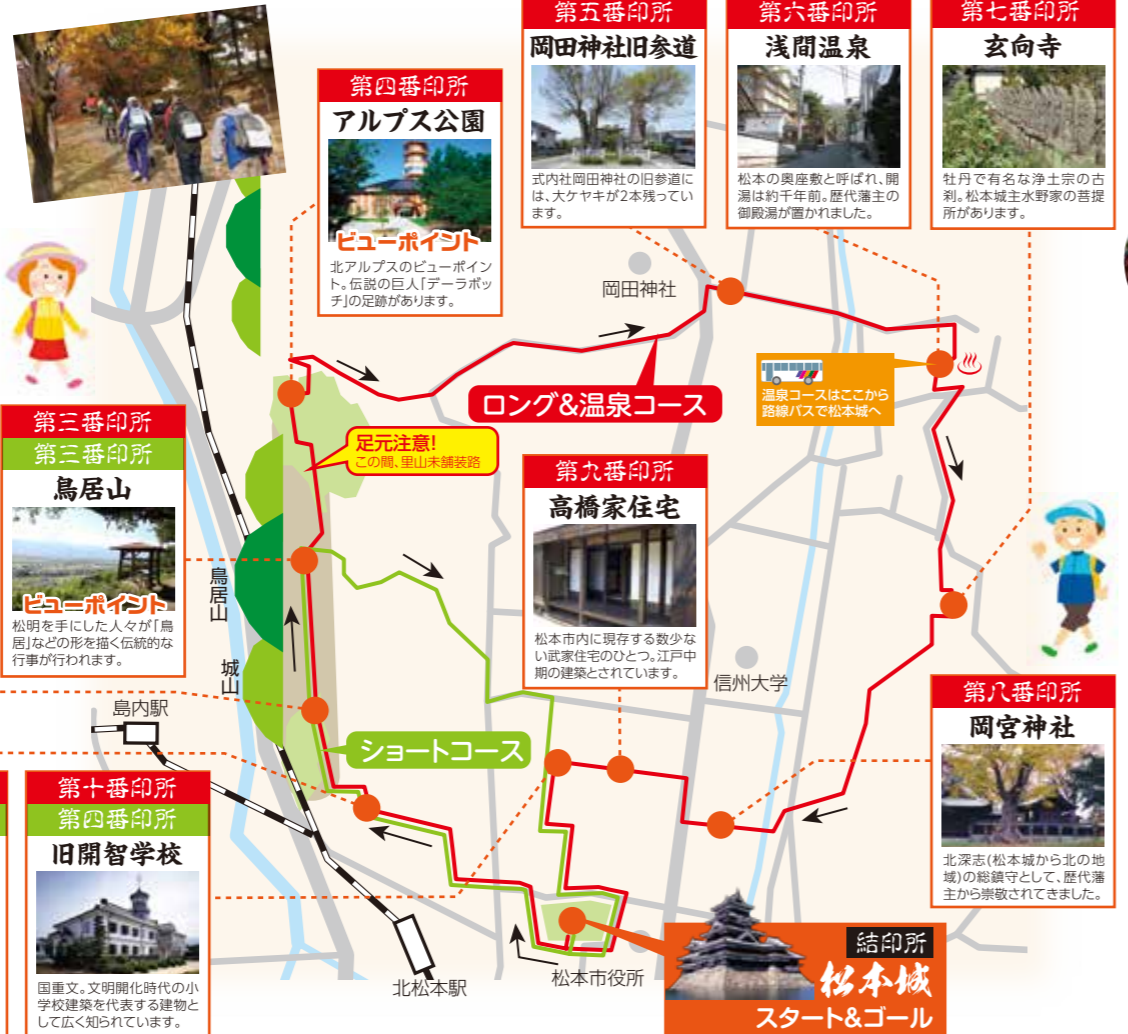 第五番印所
岡田神社旧参道
式内社岡田神社の旧参道に
は、大ケヤキが2本残ってい
ます。
第六番印所
浅間温泉
松本の奥座敷と呼ばれ、開
湯は約千年前。歴代藩主の
御殿湯が置かれました。
第七番印所
玄向寺
牡丹で有名な浄土宗の古
刹。松本城主水野家の菩提
所があります。
第四番印所
アルプス公園
ビューポイント
北アルプスのビューポイン
ト。伝説の巨人「デーラボッ
チ」の足跡があります。
岡田神社
ロング&温泉コース
温泉コースはここから
路線バスで松本城へ
足元注意!
この間、里山未舗装路
第三番印所
第三番印所
鳥居山
ビューポイント
松明を手にした人々が「鳥
居」などの形を描く伝統的な
行事が行われます。
第九番印所
高橋家住宅
松本市内に現存する数少な
い武家住宅のひとつ。江戸中
期の建築とされています。
鳥居山
城山
島内駅
信州大学
ショートコース
第八番印所
岡宮神社
北深志(松本城から北の地
域)の総鎮守として、歴代藩
主から崇敬されてきました。
第十番印所
第四番印所
旧開智学校
国重文。文明開化時代の小
学校建築を代表する建物と
して広く知られています。
北松本駅
松本市役所
結印所
松本城
スタート&ゴール